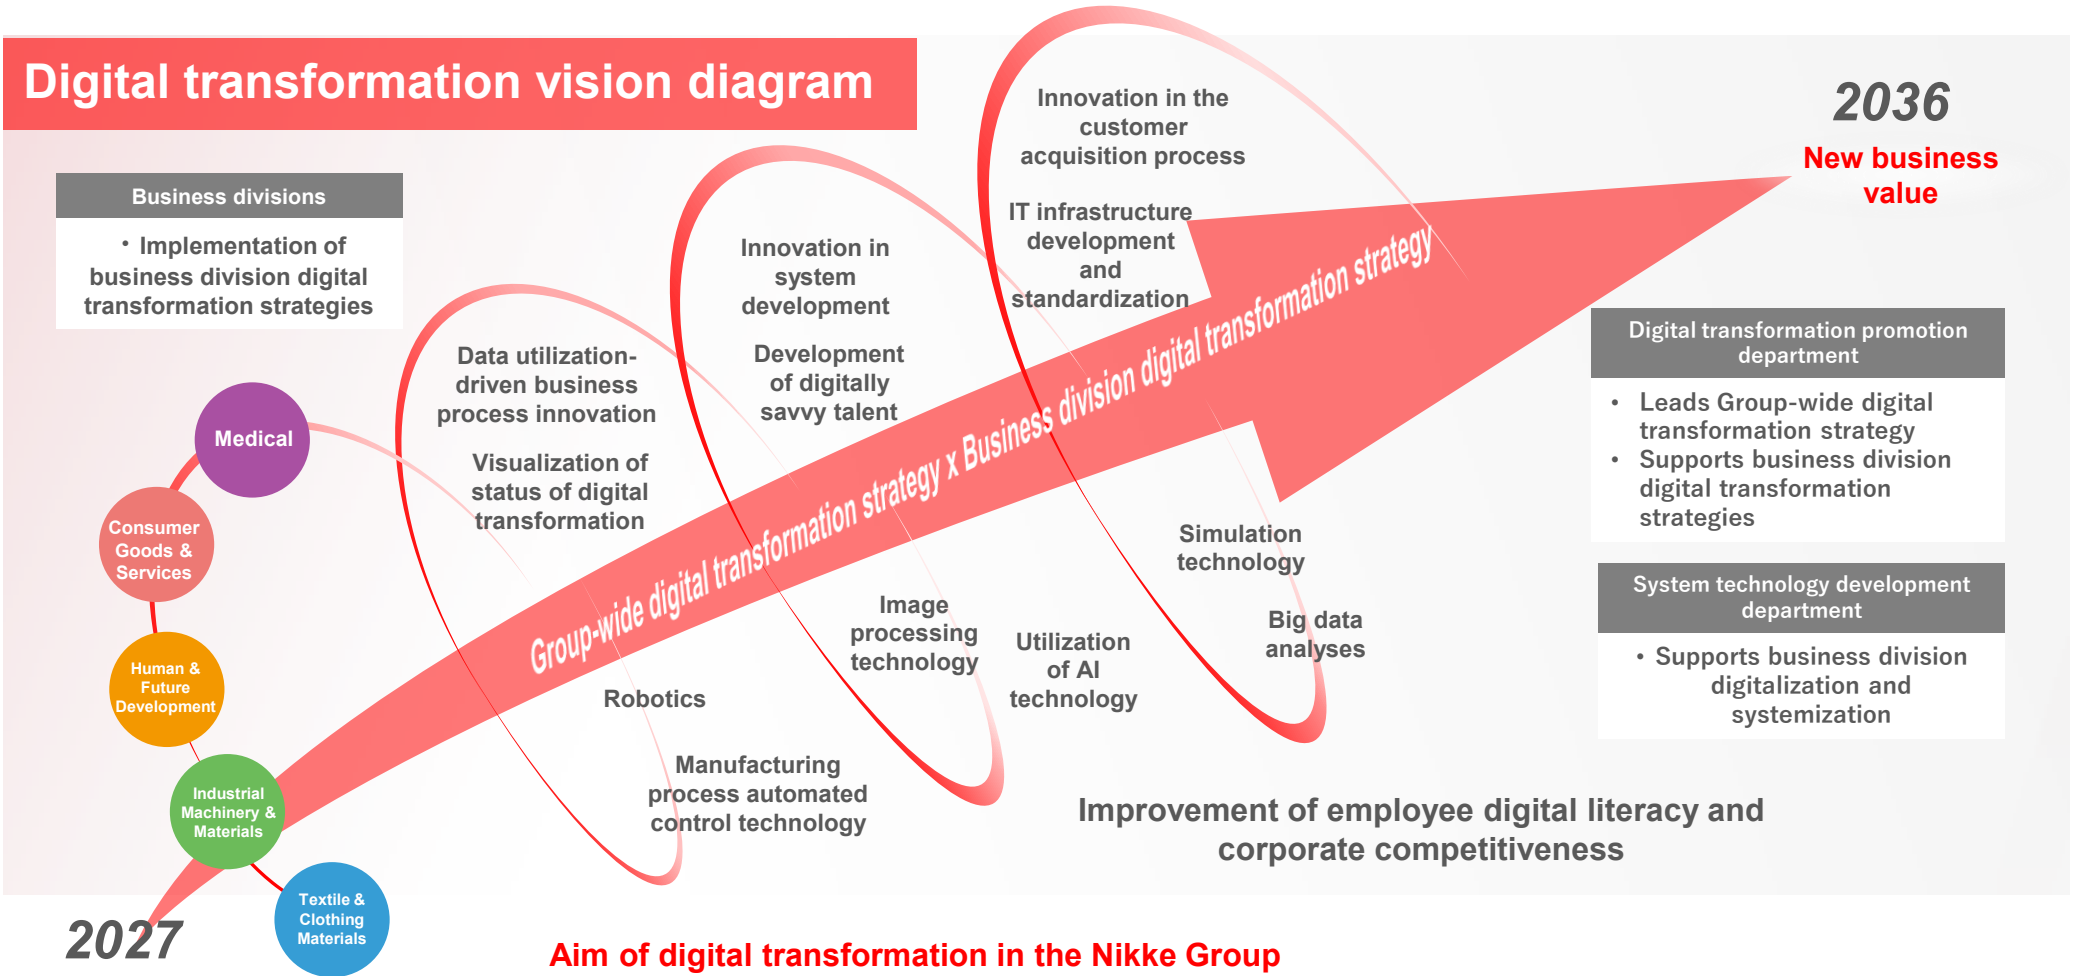 Digital transformation vision diagram
Business divisions
・Implementation of
business division digital
transformation strategies
Medical
Consumer
Goods &
Services
Human &
Future
Development
Industrial
Machinery &
Materials
Textile &
Clothing
Materials
2027
Data utilization-
driven business
process innovation
Visualization of
status of digital
transformation
Innovation in
system
development
Development
of digitally
savvy talent
Innovation in the
customer
acquisition process
IT infrastructure
development
and
standardization
Group-wide digital transformation strategy x Business division digital transformation strategy
Robotics
Manufacturing
process automated
control technology
Image
processing
technology
Utilization
of AI
technology
Simulation
technology
Big data
analyses
2036
New business
value
Digital transformation promotion
department
• Leads Group-wide digital
transformation strategy
• Supports business division
digital transformation
strategies
System technology development
department
・Supports business division
digitalization and
systemization
Improvement of employee digital literacy and
corporate competitiveness
Aim of digital transformation in the Nikke Group